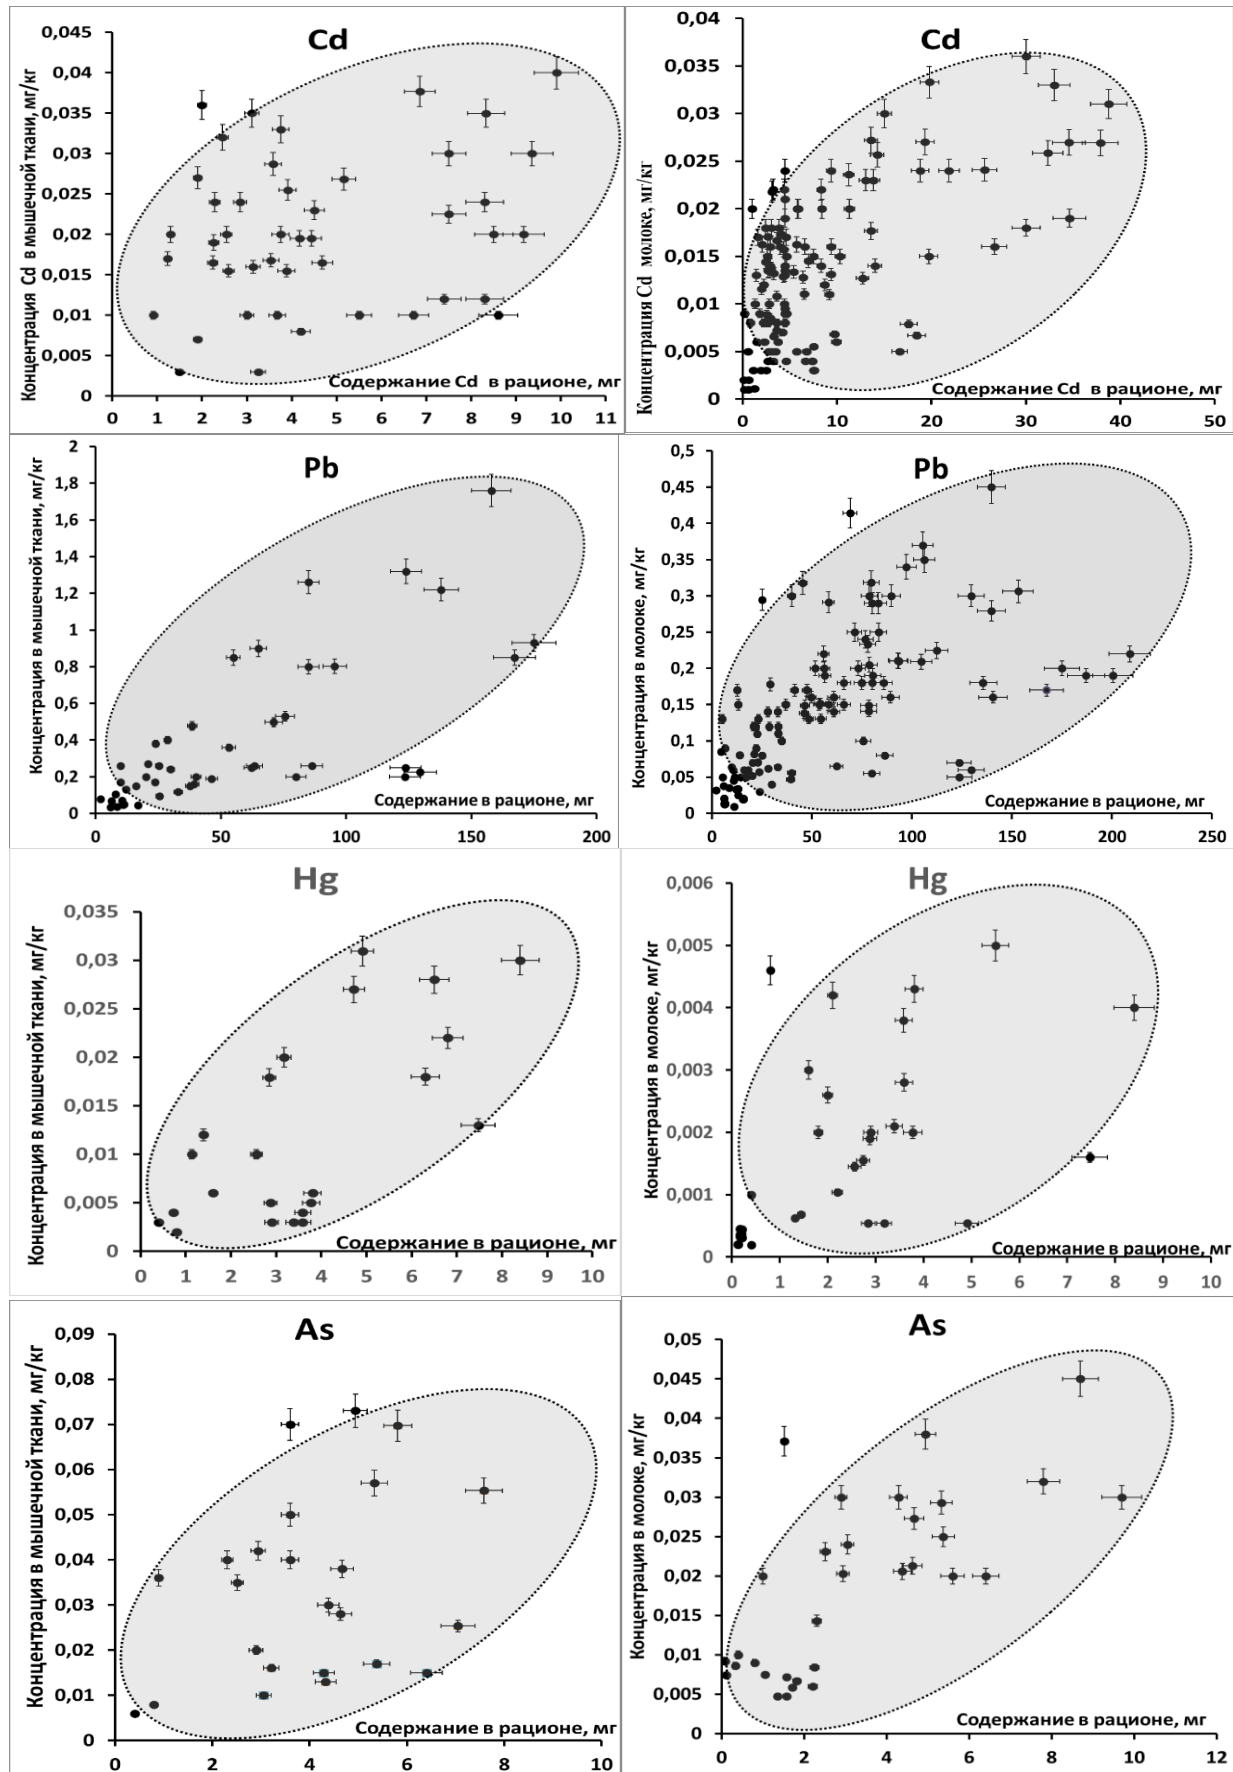 Cd
Концентрация Cd в мышечной ткани, мг/кг
0,045
0,04
0,035
0,03
0,025
0,02
0,015
0,01
0,005
0
Содержание Cd в рационе, мг
0 1 2 3 4 5 6 7 8 9 10 11
Cd
Концентрация Cd молоке, мг/кг
0,04
0,035
0,03
0,025
0,02
0,015
0,01
0,005
0
Содержание Cd в рационе, мг
0 10 20 30 40 50
Pb
Концентрация в мышечной ткани, мг/кг
2
1,8
1,6
1,4
1,2
1
0,8
0,6
0,4
0,2
0
Содержание в рационе, мг
0 50 100 150 200
Pb
Концентрация в молоке, мг/кг
0,5
0,45
0,4
0,35
0,3
0,25
0,2
0,15
0,1
0,05
0
Содержание в рационе, мг
0 50 100 150 200 250
Hg
Концентрация в мышечной ткани, мг/кг
0,035
0,03
0,025
0,02
0,015
0,01
0,005
0
Содержание в рационе, мг
0 1 2 3 4 5 6 7 8 9 10
Hg
Концентрация в молоке, мг/кг
0,006
0,005
0,004
0,003
0,002
0,001
0
Содержание в рационе, мг
0 1 2 3 4 5 6 7 8 9 10
As
Концентрация в мышечной ткани, мг/кг
0,09
0,08
0,07
0,06
0,05
0,04
0,03
0,02
0,01
0
Содержание в рационе, мг
0 2 4 6 8 10
As
Концентрация в молоке, мг/кг
0,05
0,045
0,04
0,035
0,03
0,025
0,02
0,015
0,01
0,005
0
Содержание в рационе, мг
0 2 4 6 8 10 12